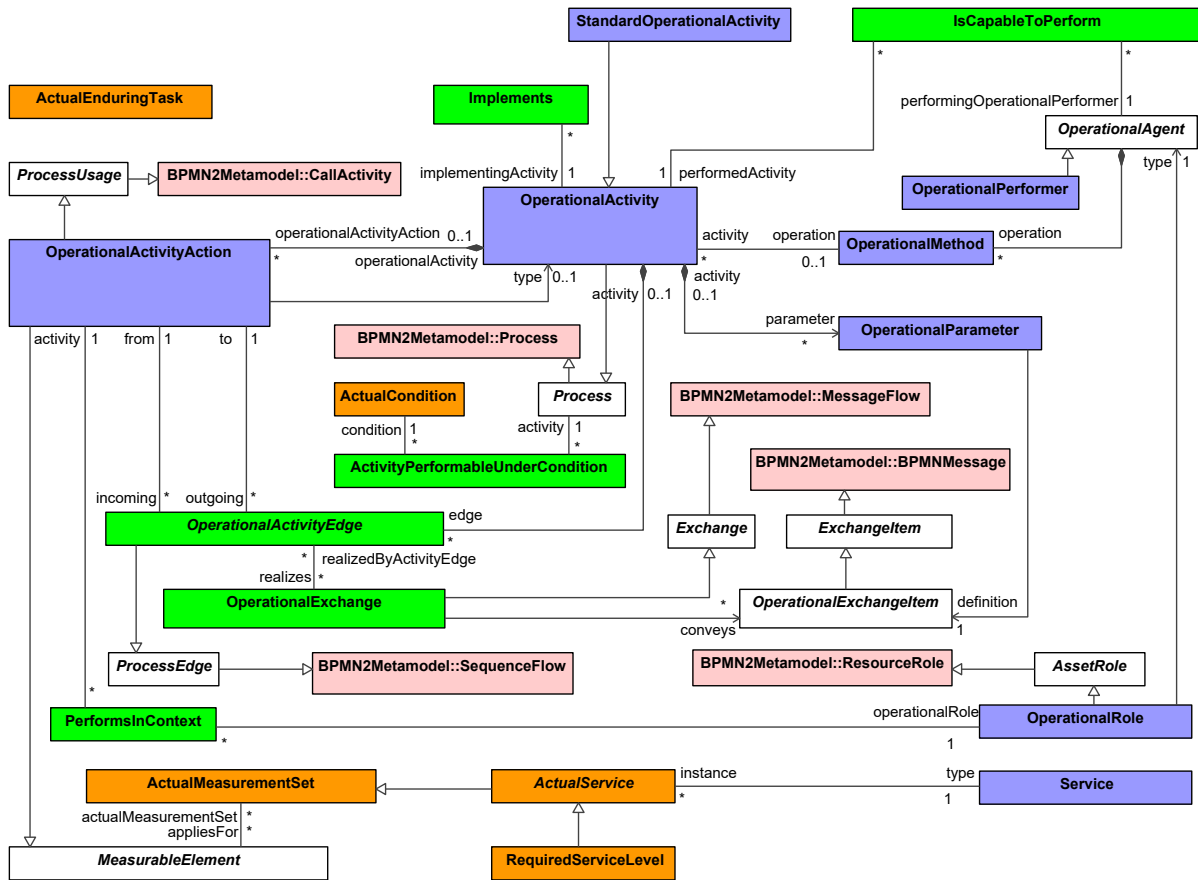 StandardOperationalActivity
IsCapableToPerform
* *
ActualEnduringTask
Implements
*
performingOperationalPerformer 1
OperationalAgent
type 1
ProcessUsage
BPMN2Metamodel::CallActivity
implementingActivity 1
1 performedActivity
OperationalPerformer
OperationalActivity
OperationalActivityAction
operationalActivityAction 0..1
*
operationalActivity
activity
*
operation
0..1
OperationalMethod
operation
*
type 0..1
activity 0..1
activity
0..1
parameter
*
OperationalParameter
activity 1
from 1
to 1
BPMN2Metamodel::Process
ActualCondition
Process
BPMN2Metamodel::MessageFlow
condition 1
*
activity 1
*
ActivityPerformableUnderCondition
BPMN2Metamodel::BPMNMessage
incoming *
outgoing *
OperationalActivityEdge
edge
*
Exchange
ExchangeItem
* realizedByActivityEdge
realizes *
OperationalExchange
*
conveys
OperationalExchangeItem
definition
1
ProcessEdge
BPMN2Metamodel::SequenceFlow
BPMN2Metamodel::ResourceRole
AssetRole
*
PerformsInContext
*
operationalRole
1
OperationalRole
ActualMeasurementSet
ActualService
instance
*
type
1
Service
actualMeasurementSet *
appliesFor *
MeasurableElement
RequiredServiceLevel